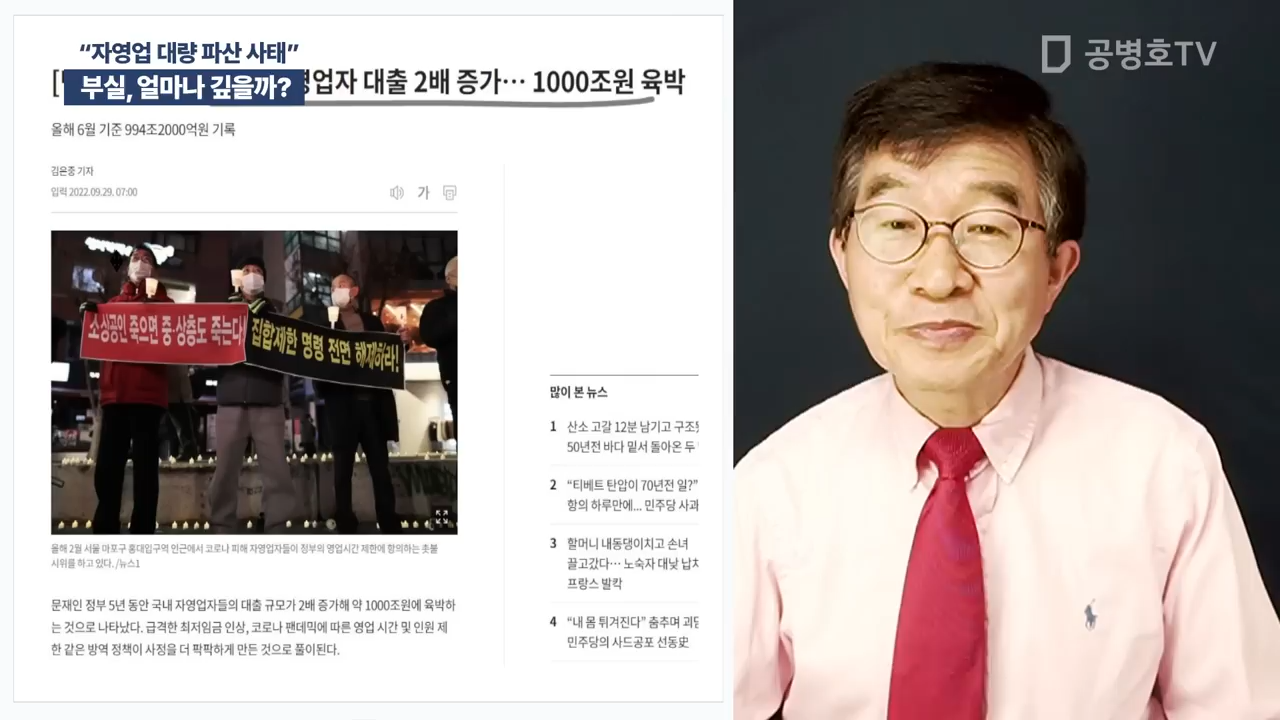 “자영업 대량 파산 사태”
부실, 얼마나 깊을까?
공병호TV
영업자 대출 2배 증가… 1000조원 육박
올해 6월 기준 994조2000억원 기록
김은중 기자
입력 2022.09.29. 07:00
가
소상공인 죽으면 중·상층도 죽는다!
집합제한 명령 전면 해제하라!
올해 2월 서울 마포구 홍대입구역 인근에서 코로나 피해 자영업자들이 정부의 영업시간 제한에 항의하는 촛불
시위를 하고 있다. /뉴스1
문재인 정부 5년 동안 국내 자영업자들의 대출 규모가 2배 증가해 약 1000조원에 육박하
는 것으로 나타났다. 급격한 최저임금 인상, 코로나 팬데믹에 따른 영업 시간 및 인원 제
한 같은 방역 정책이 사정을 더 팍팍하게 만든 것으로 풀이된다.
많이 본 뉴스
1 산소 고갈 12분 남기고
50년전 바다 밑서 돌아온 두
2 “티베트 탄압이 70년전 일?”
항의 하루만에... 민주당 사과
3 할머니 내동댕이치고 손녀
끌고갔다… 노숙자 대낮 납치
프랑스 발칵
4 “내 몸 튀겨진다” 춤추며 괴담
민주당의 사드공포 선동史